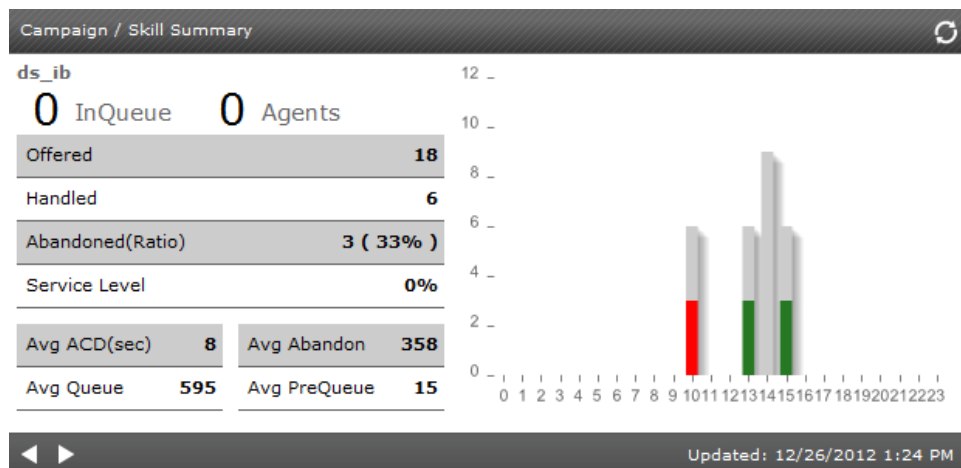 Campaign / Skill Summary
ds_ib
0 InQueue 0 Agents
Offered 18
Handled 6
Abandoned(Ratio) 3 ( 33% )
Service Level 0%
Avg ACD(sec) 8 Avg Abandon 358
Avg Queue 595 Avg PreQueue 15
12
10
8
6
4
2
0
0 1 2 3 4 5 6 7 8 9 10 11 12 13 14 15 16 17 18 19 20 21 22 23
Updated: 12/26/2012 1:24 PM